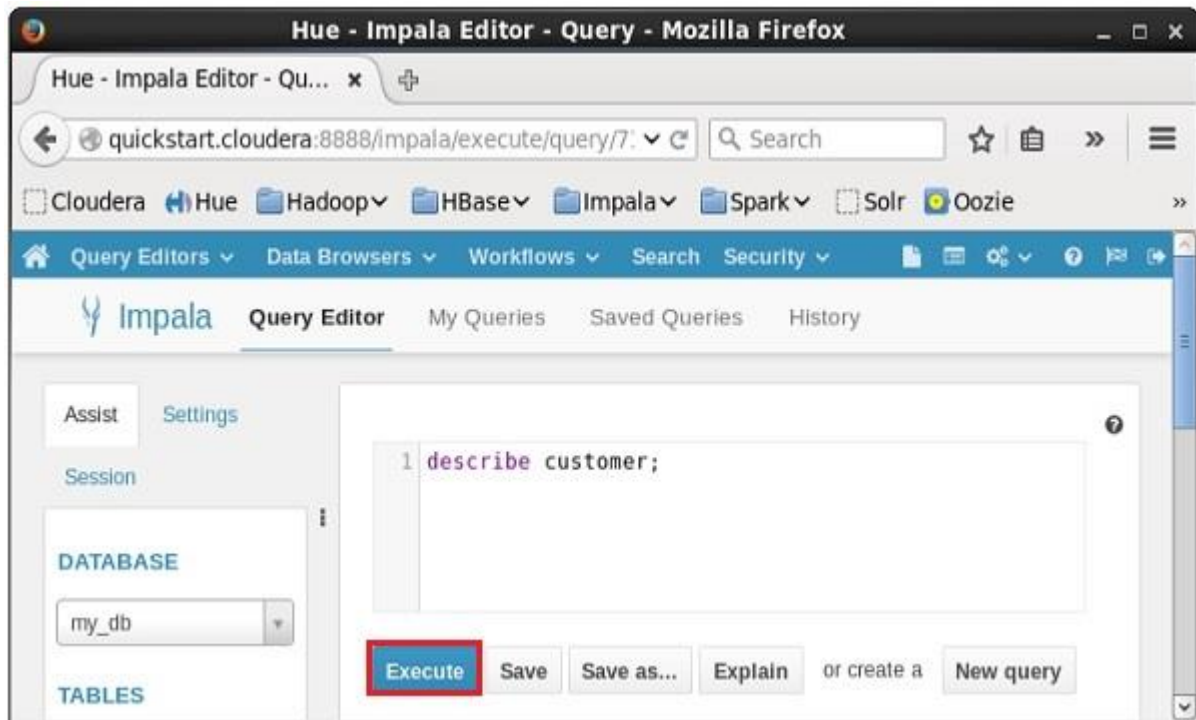 Hue - Impala Editor - Query - Mozilla Firefox
Hue - Impala Editor - Qu...
quickstart.cloudera:8888/impala/execute/query/7 Search
Cloudera Hue Hadoop HBase Impala Spark Solr Oozie »
Query Editors Data Browsers Workflows Search Security
Impala Query Editor My Queries Saved Queries History
Assist Settings
Session
1 describe customer;
DATABASE
my_db
Execute Save Save as... Explain or create a New query
TABLES